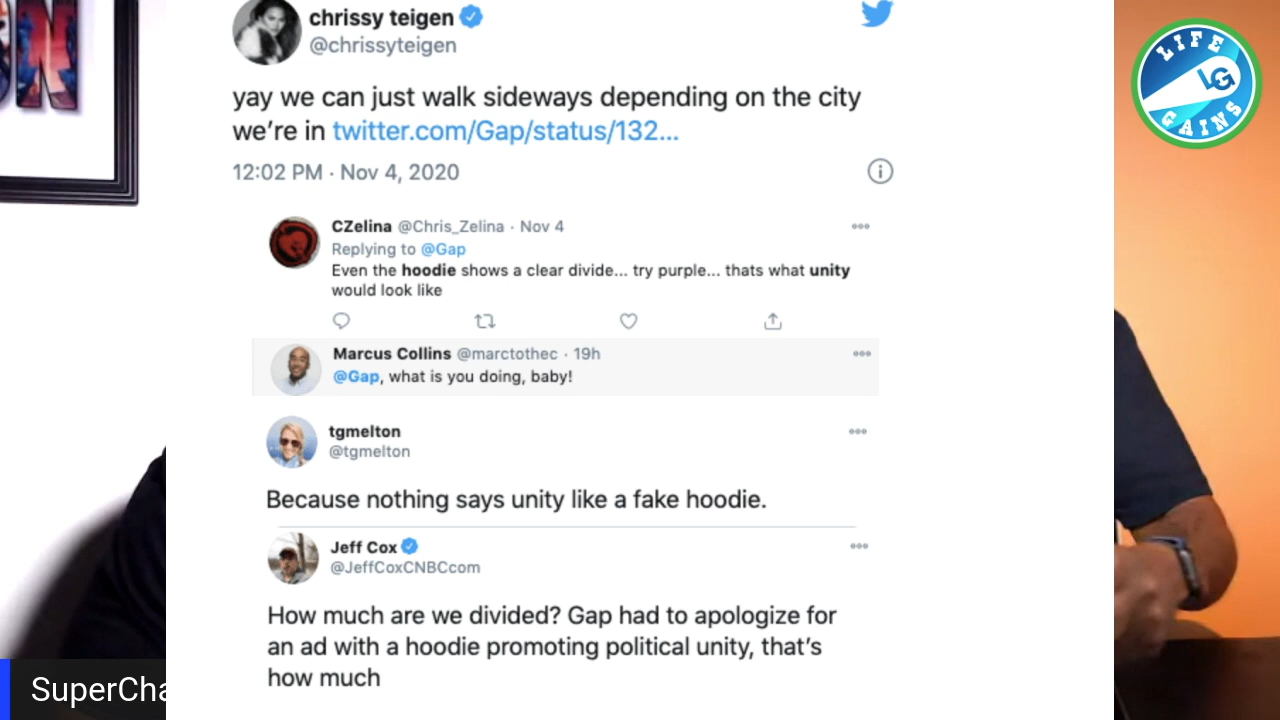 chrissy teigen
@chrissyteigen
yay we can just walk sideways depending on the city
we’re in twitter.com/Gap/status/132...
12:02 PM · Nov 4, 2020
CZelina @Chris_Zelina · Nov 4
Replying to @Gap
Even the hoodie shows a clear divide... try purple... thats what unity
would look like
Marcus Collins @marctothec · 19h
@Gap, what is you doing, baby!
tgmelton
@tgmelton
Because nothing says unity like a fake hoodie.
Jeff Cox
@JeffCoxCNBCcom
How much are we divided? Gap had to apologize for
an ad with a hoodie promoting political unity, that’s
how much
LIFE
LG
GAINS
SuperCha